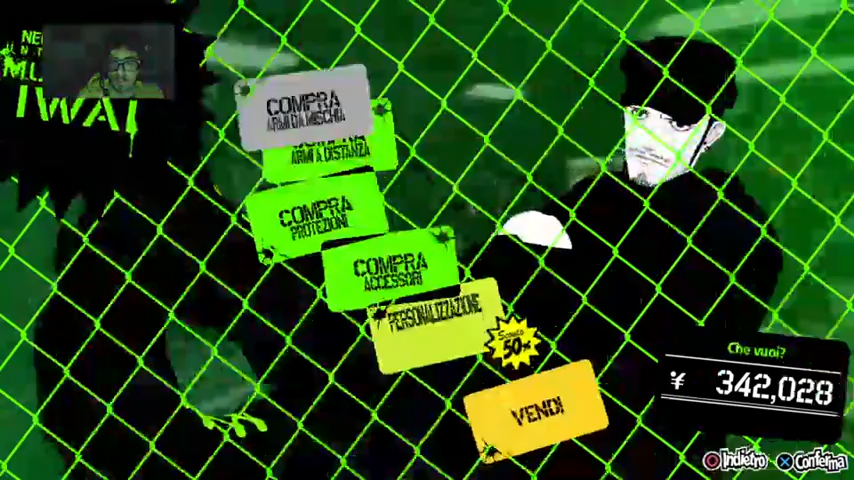 IWAI
COMPRA
ARMI DA MISCHIA
ARMI A DISTANZA
COMPRA
PROTEZIONI
COMPRA
ACCESSORI
PERSONALIZZAZIONE
Sconto
50%
VENDI
Che vuoi?
¥ 342,028
Indietro Conferma